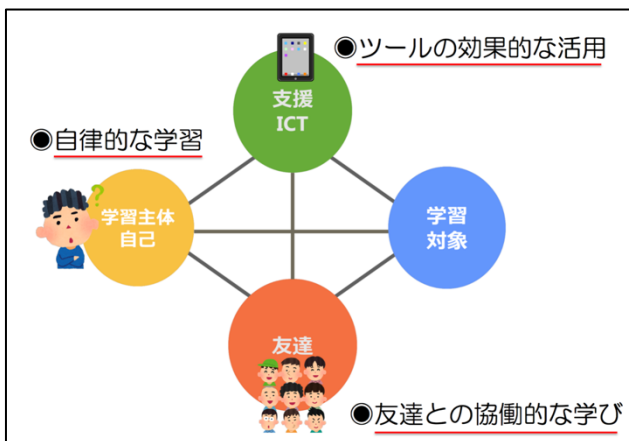 ◉ツールの効果的な活用
支援
ICT
◉自律的な学習
?
学習主体
自己
学習
対象
友達
◉友達との協働的な学び